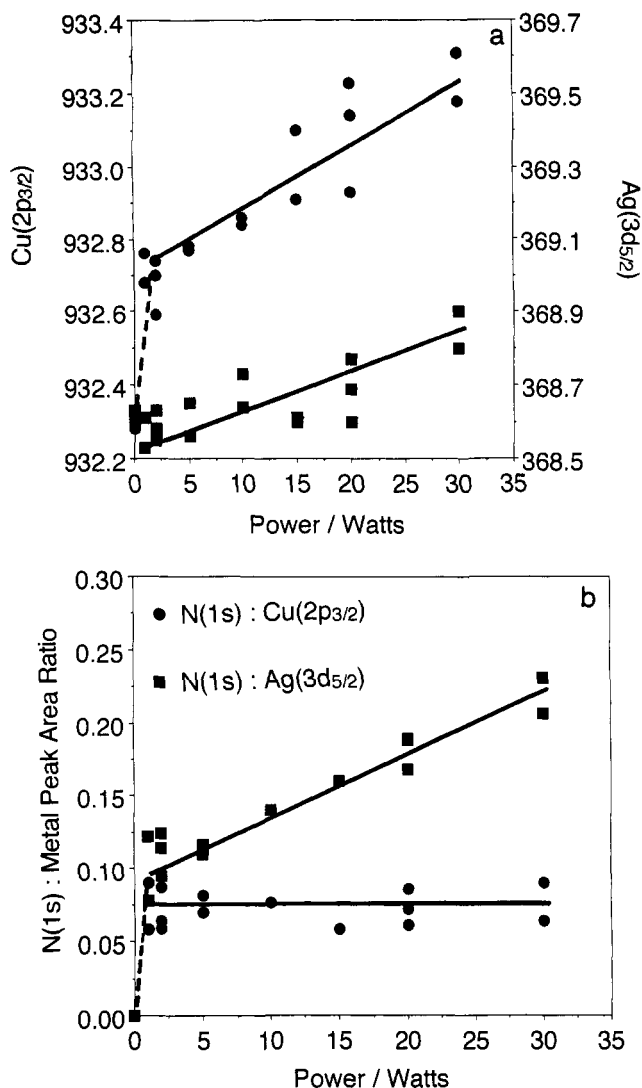 a
933.4
933.2
933.0
932.8
932.6
932.4
932.2
Cu(2p3/2)
369.7
369.5
369.3
369.1
368.9
368.7
368.5
Ag(3d5/2)
0 5 10 15 20 25 30 35
Power / Watts
b
0.30
0.25
0.20
0.15
0.10
0.05
0.00
N(1s) : Metal Peak Area Ratio
N(1s) : Cu(2p3/2)
N(1s) : Ag(3d5/2)
0 5 10 15 20 25 30 35
Power / Watts